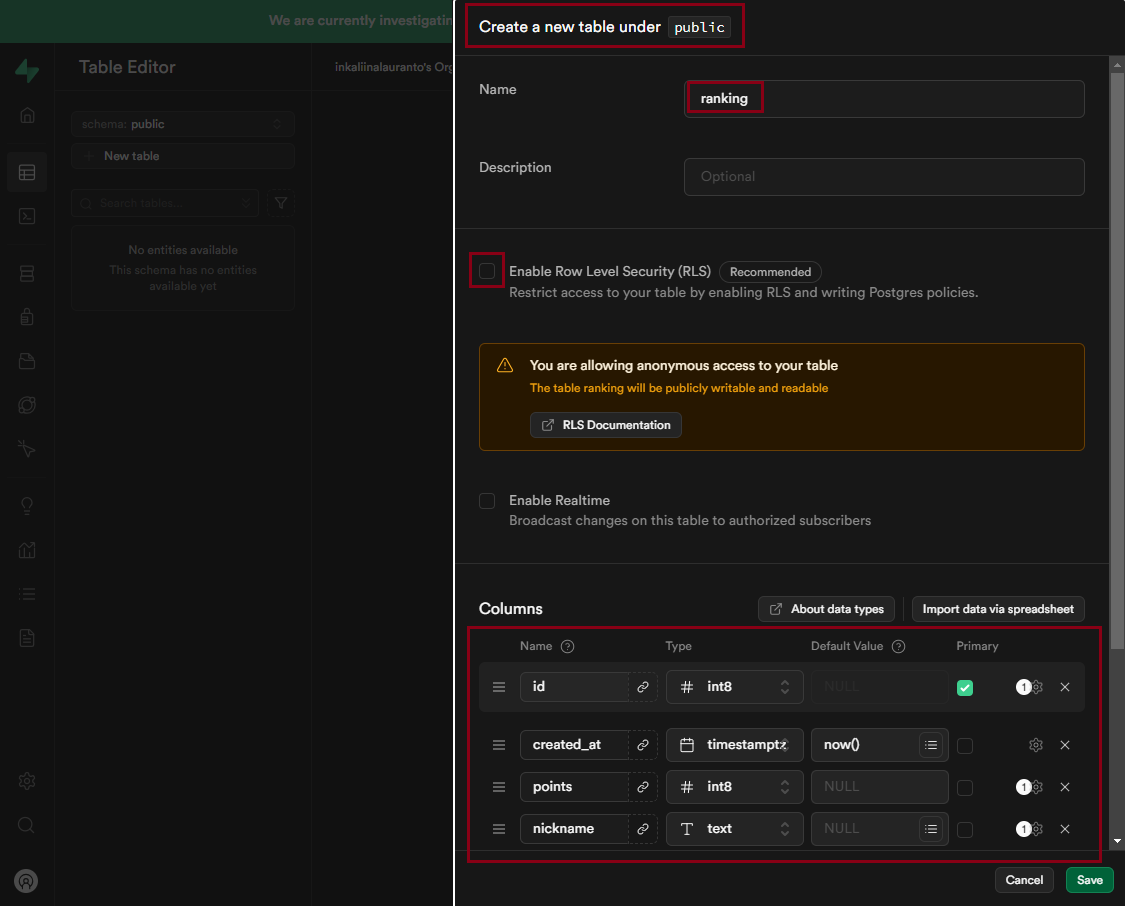 We are currently investigatin
Table Editor
inkaliinalauranto's Org
schema: public
New table
Search tables...
No entities available
This schema has no entities
available yet
Create a new table under public
Name
ranking
Description
Optional
Enable Row Level Security (RLS) Recommended
Restrict access to your table by enabling RLS and writing Postgres policies.
You are allowing anonymous access to your table
The table ranking will be publicly writable and readable
RLS Documentation
Enable Realtime
Broadcast changes on this table to authorized subscribers
Columns About data types Import data via spreadsheet
Name Type Default Value Primary
id int8 NULL 1
created_at timestamptz now()
points int8 NULL 1
nickname text NULL 1
Cancel Save